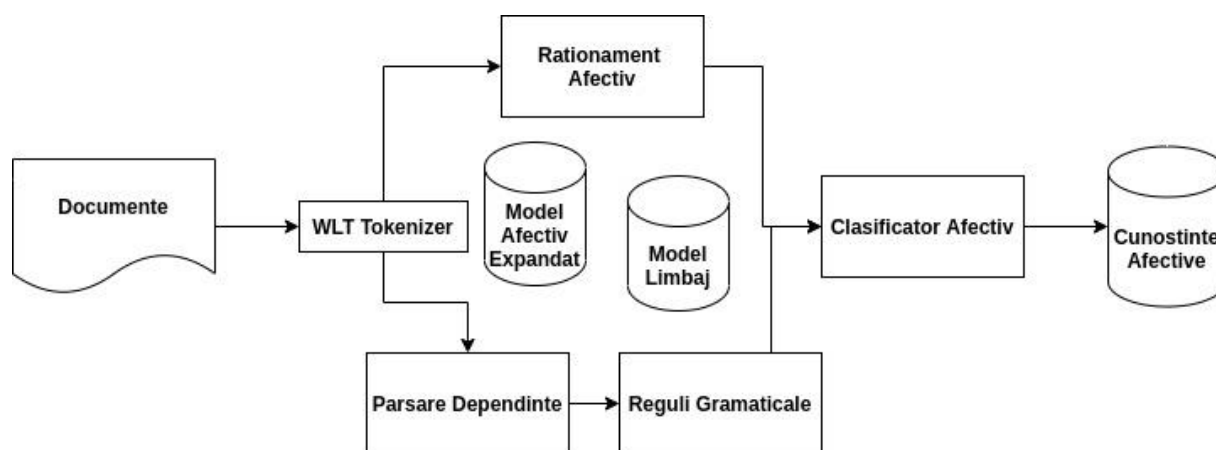 Rationament
Afectiv
Documente
WLT Tokenizer
Model
Afectiv
Expandat
Model
Limbaj
Clasificator Afectiv
Cunostinte
Afective
Parsare Dependinte
Reguli Gramaticale